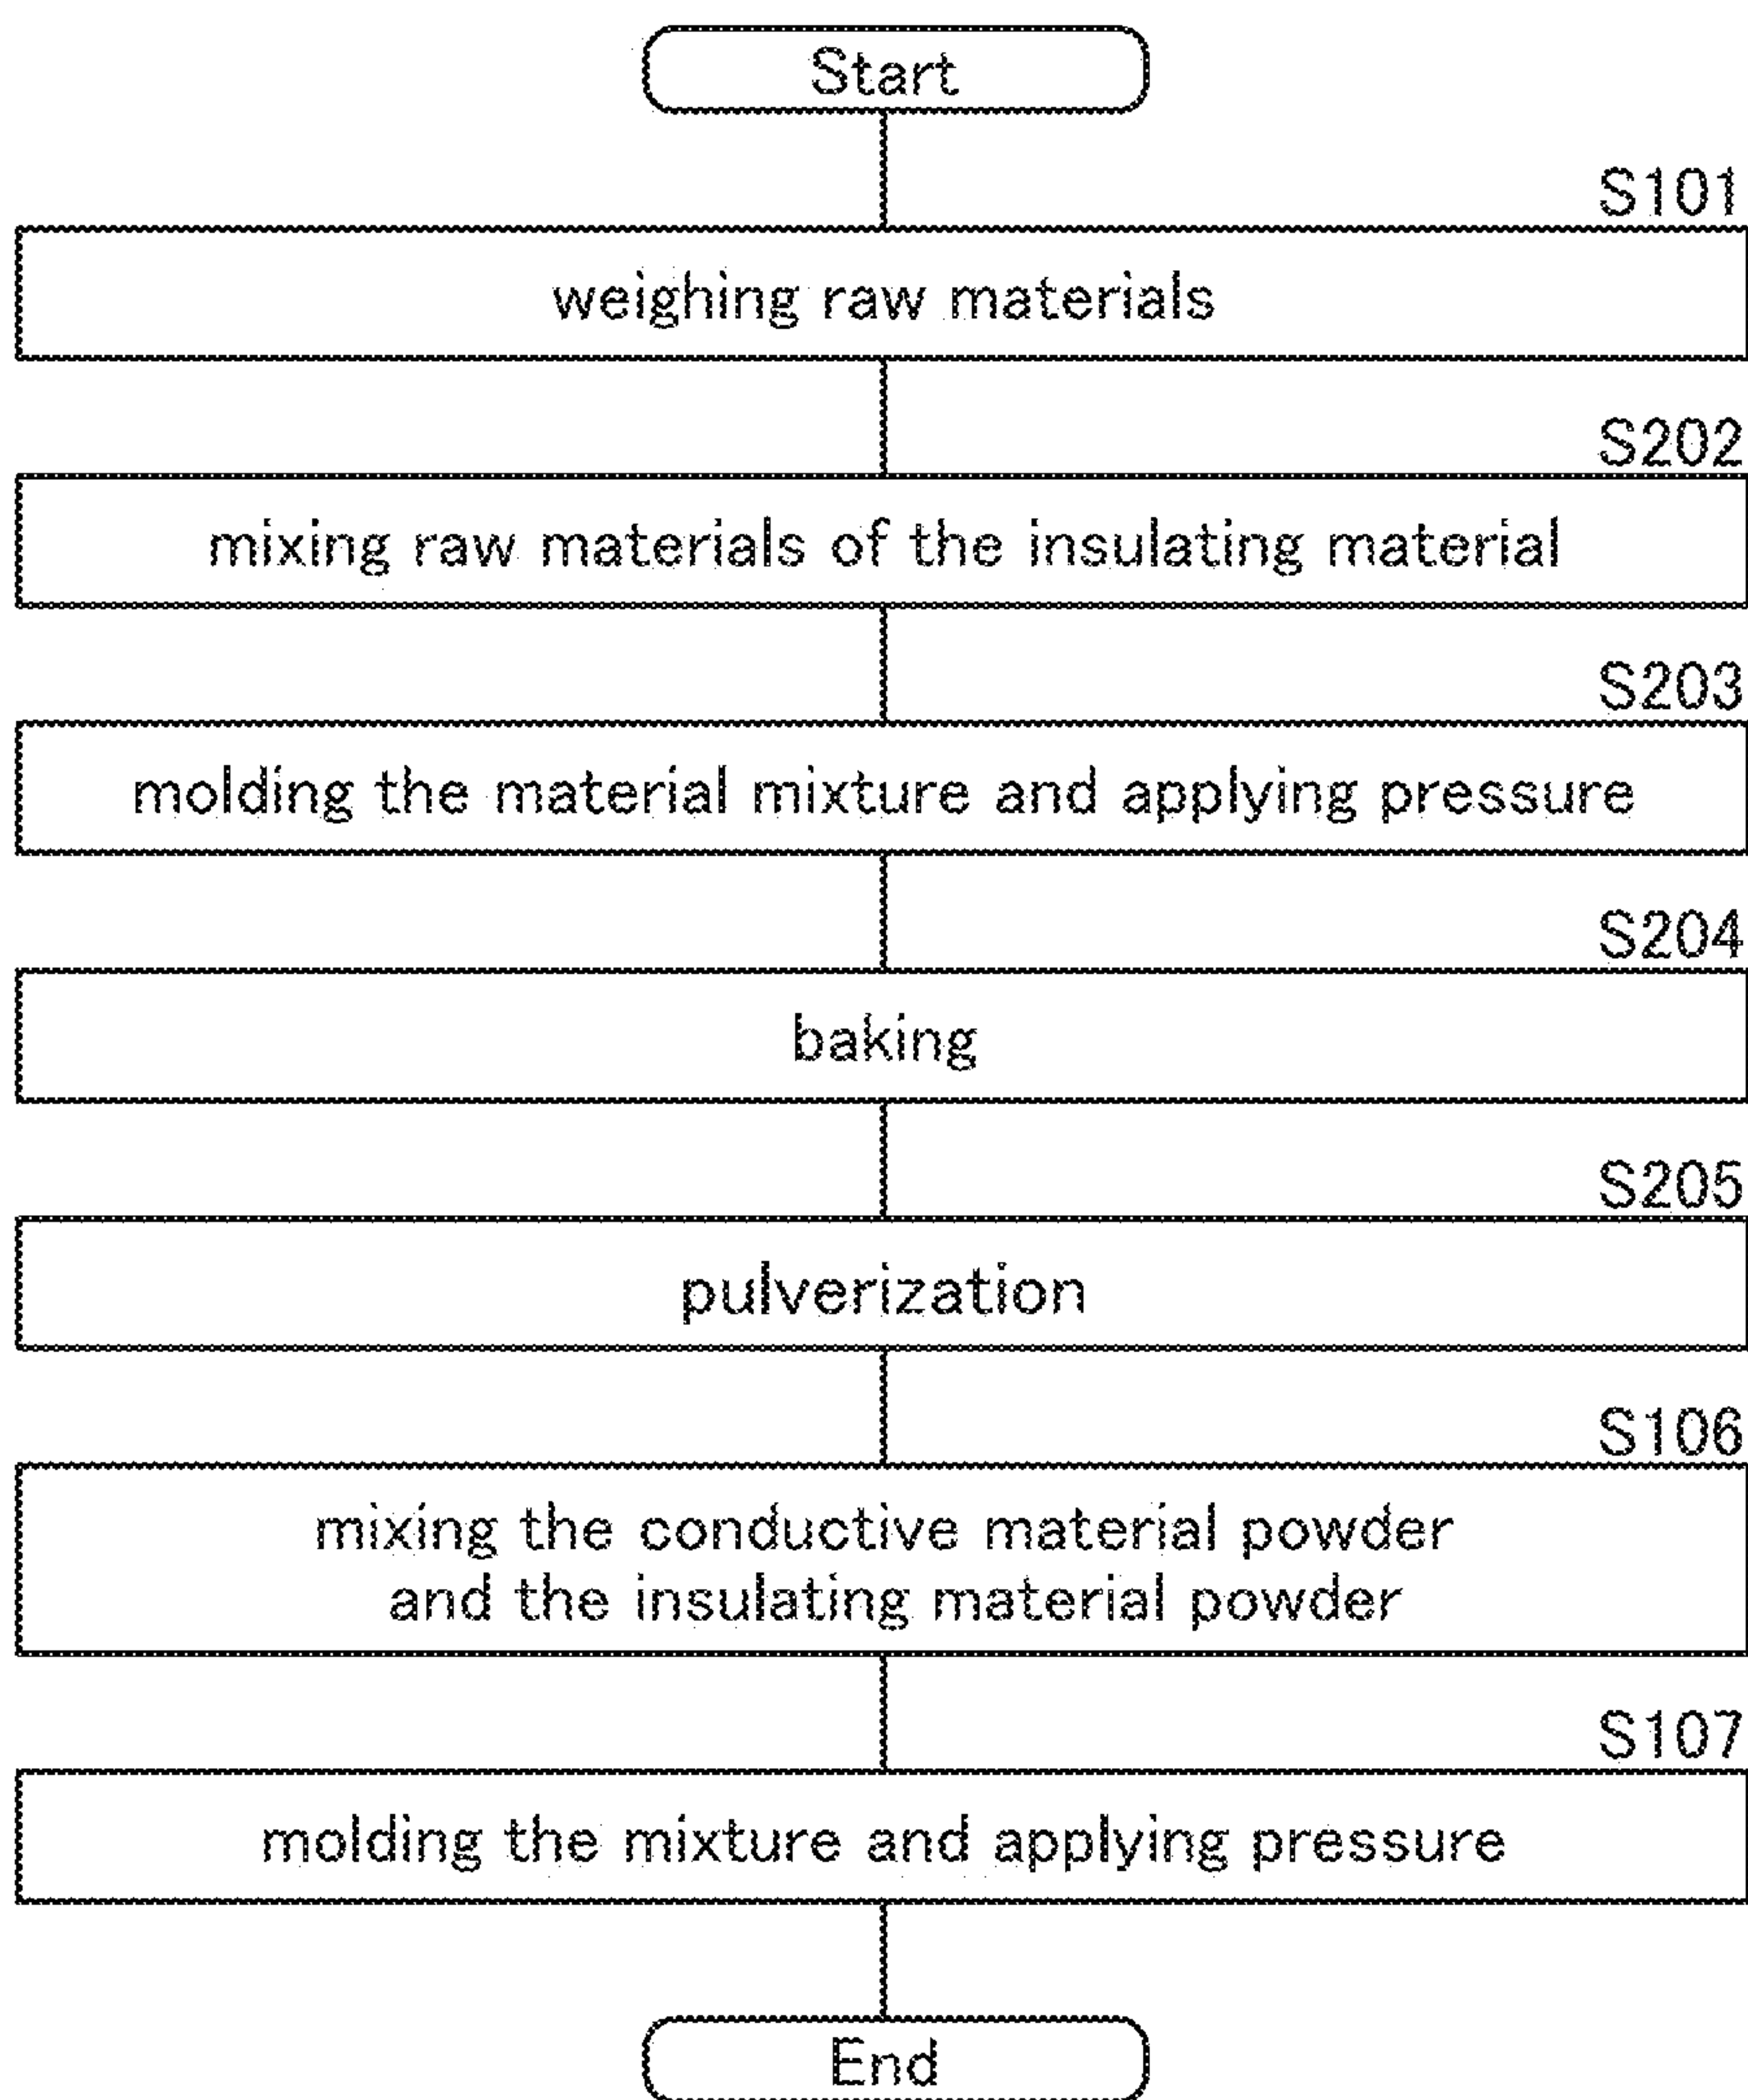 Start
S101
weighing raw materials
S202
mixing raw materials of the insulating material
S203
molding the material mixture and applying pressure
S204
baking
S205
pulverization
S106
mixing the conductive material powder
and the insulating material powder
S107
molding the mixture and applying pressure
End